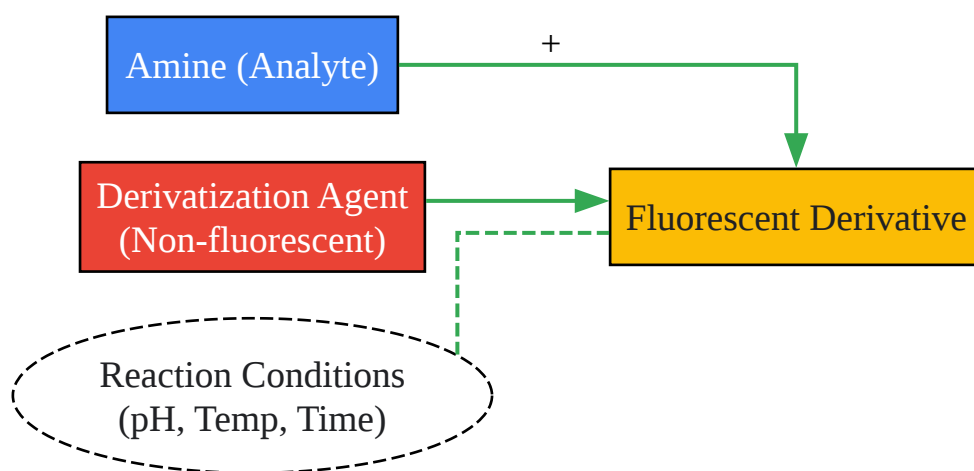 +
Amine (Analyte)
Derivatization Agent
(Non-fluorescent)
Fluorescent Derivative
Reaction Conditions
(pH, Temp, Time)